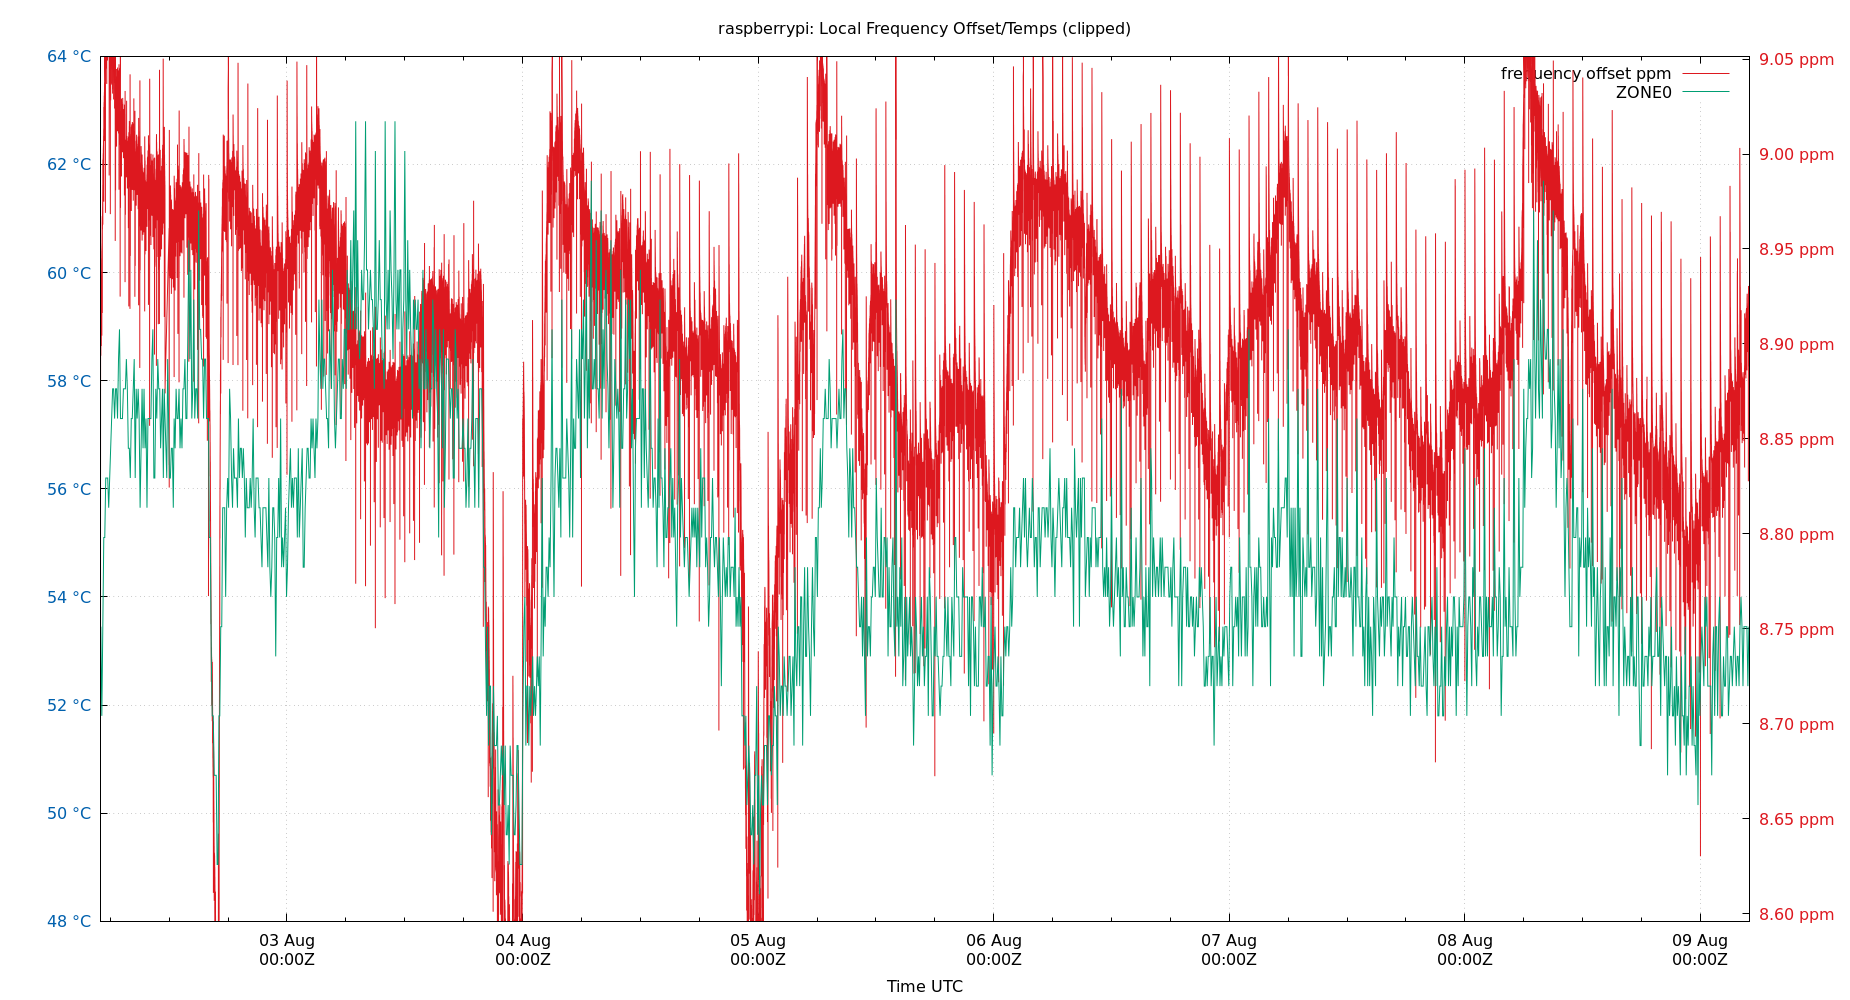 raspberrypi: Local Frequency Offset/Temps (clipped)
64 °C
62 °C
60 °C
58 °C
56 °C
54 °C
52 °C
50 °C
48 °C
9.05 ppm
9.00 ppm
8.95 ppm
8.90 ppm
8.85 ppm
8.80 ppm
8.75 ppm
8.70 ppm
8.65 ppm
8.60 ppm
frequency offset ppm
ZONE0
03 Aug
00:00Z
04 Aug
00:00Z
05 Aug
00:00Z
06 Aug
00:00Z
07 Aug
00:00Z
08 Aug
00:00Z
09 Aug
00:00Z
Time UTC